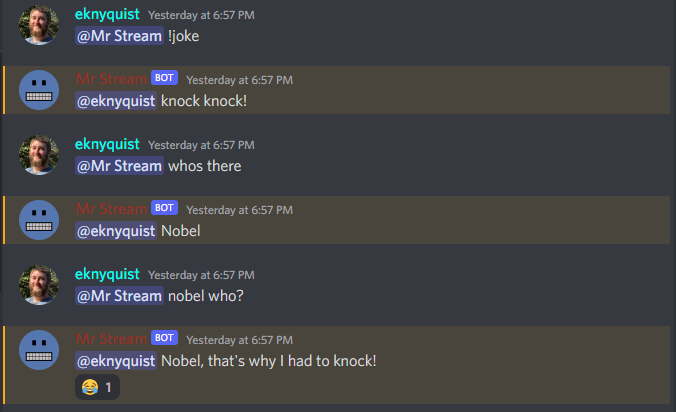 eknyquist Yesterday at 6:57 PM
@Mr Stream !joke
Mr Stream BOT Yesterday at 6:57 PM
@eknyquist knock knock!
eknyquist Yesterday at 6:57 PM
@Mr Stream whos there
Mr Stream BOT Yesterday at 6:57 PM
@eknyquist Nobel
eknyquist Yesterday at 6:57 PM
@Mr Stream nobel who?
Mr Stream BOT Yesterday at 6:57 PM
@eknyquist Nobel, that's why I had to knock!
😂 1